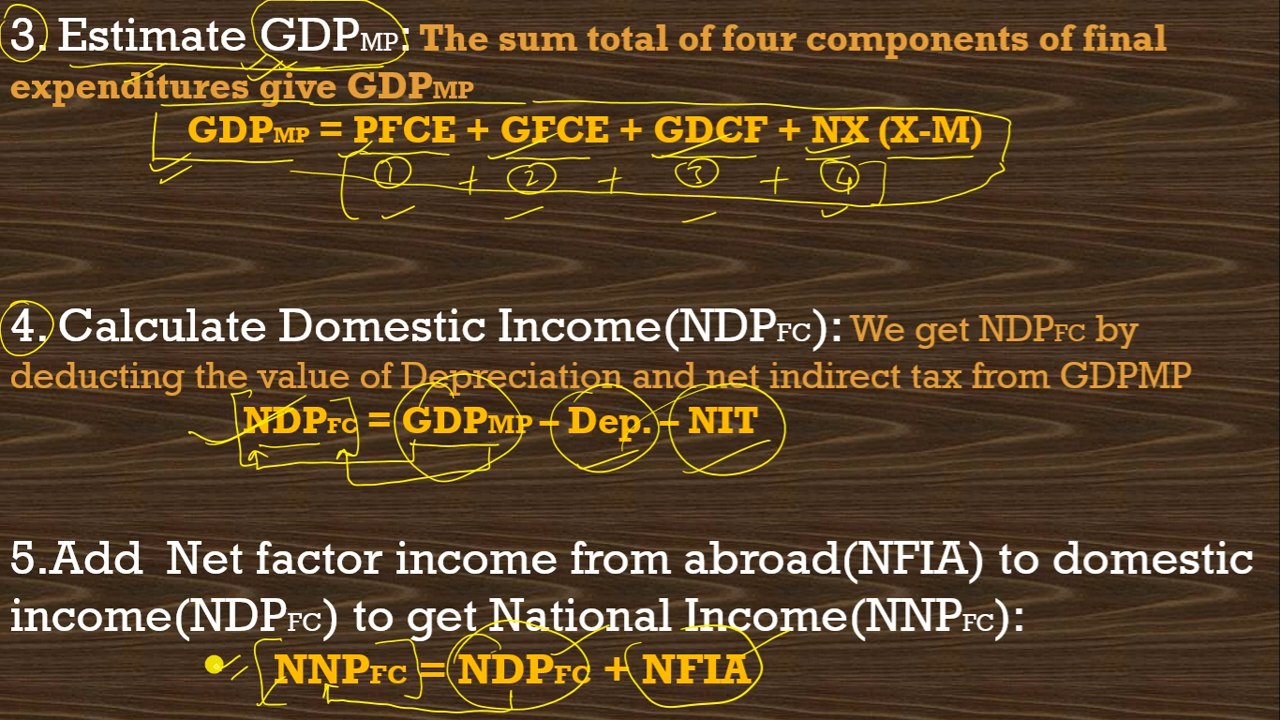 3. Estimate GDPMP: The sum total of four components of final
expenditures give GDPMP
GDPMP = PFCE + GFCE + GDCF + NX (X-M)
1 + 2 + 3 + 4
4. Calculate Domestic Income(NDPFC): We get NDPFC by
deducting the value of Depreciation and net indirect tax from GDPMP
NDPFC = GDPMP – Dep. – NIT
5.Add Net factor income from abroad(NFIA) to domestic
income(NDPFC) to get National Income(NNPFC):
NNPFC = NDPFC + NFIA